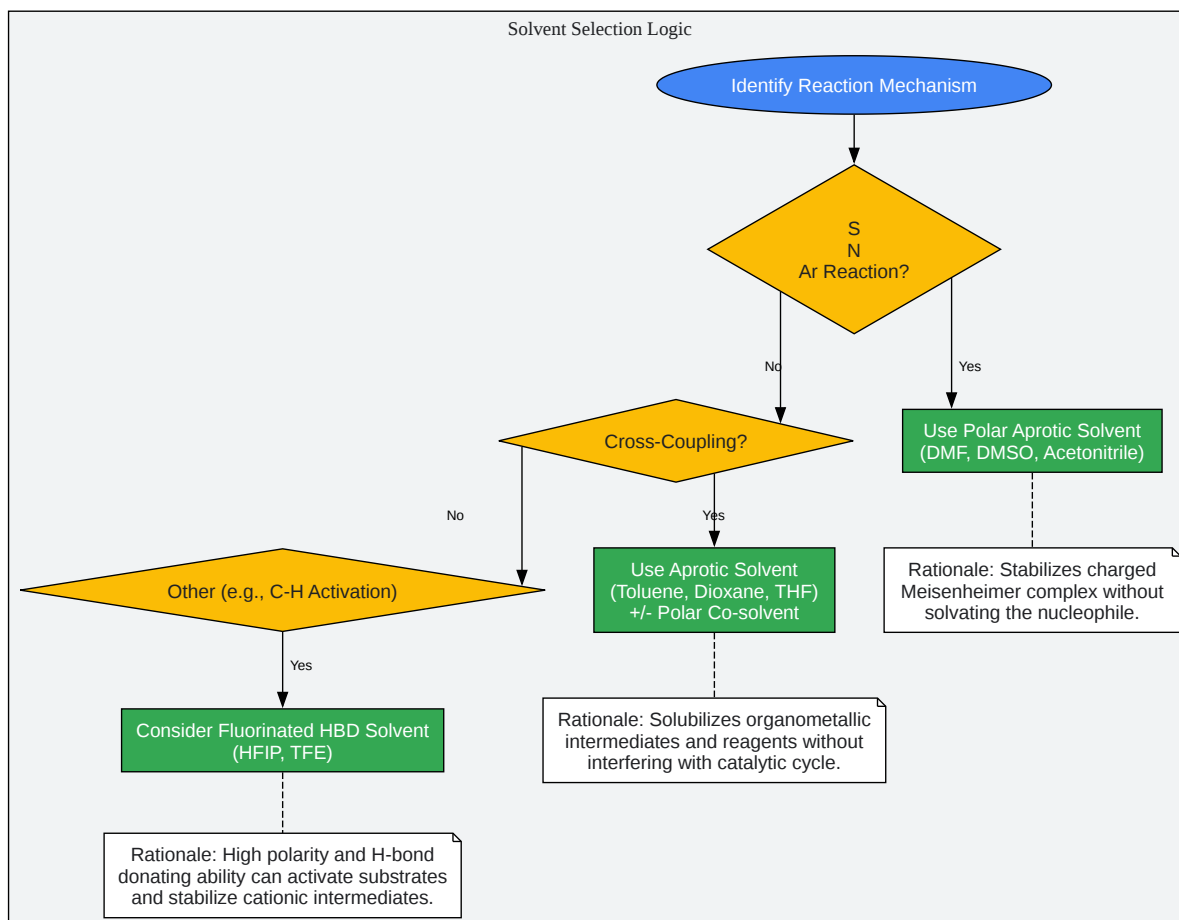 Solvent Selection Logic
Identify Reaction Mechanism
S
N
Ar Reaction?
No
Yes
Cross-Coupling?
Use Polar Aprotic Solvent
(DMF, DMSO, Acetonitrile)
No
Yes
Other (e.g., C-H Activation)
Use Aprotic Solvent
(Toluene, Dioxane, THF)
+/- Polar Co-solvent
Rationale: Stabilizes charged
Meisenheimer complex without
solvating the nucleophile.
Yes
Consider Fluorinated HBD Solvent
(HFIP, TFE)
Rationale: Solubilizes organometallic
intermediates and reagents without
interfering with catalytic cycle.
Rationale: High polarity and H-bond
donating ability can activate substrates
and stabilize cationic intermediates.